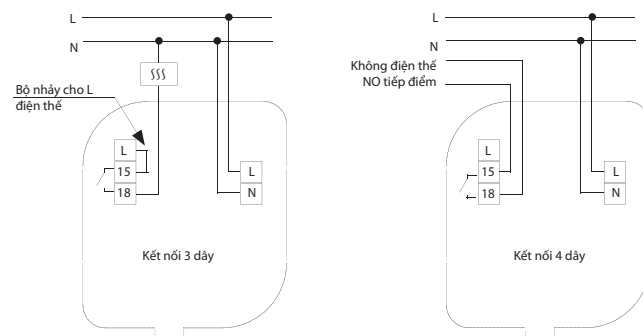 L
N
Bộ nhảy cho L
điện thế
L
15
18
L
N
Kết nối 3 dây
L
N
Không điện thế
NO tiếp điểm
15
18
L
N
Kết nối 4 dây